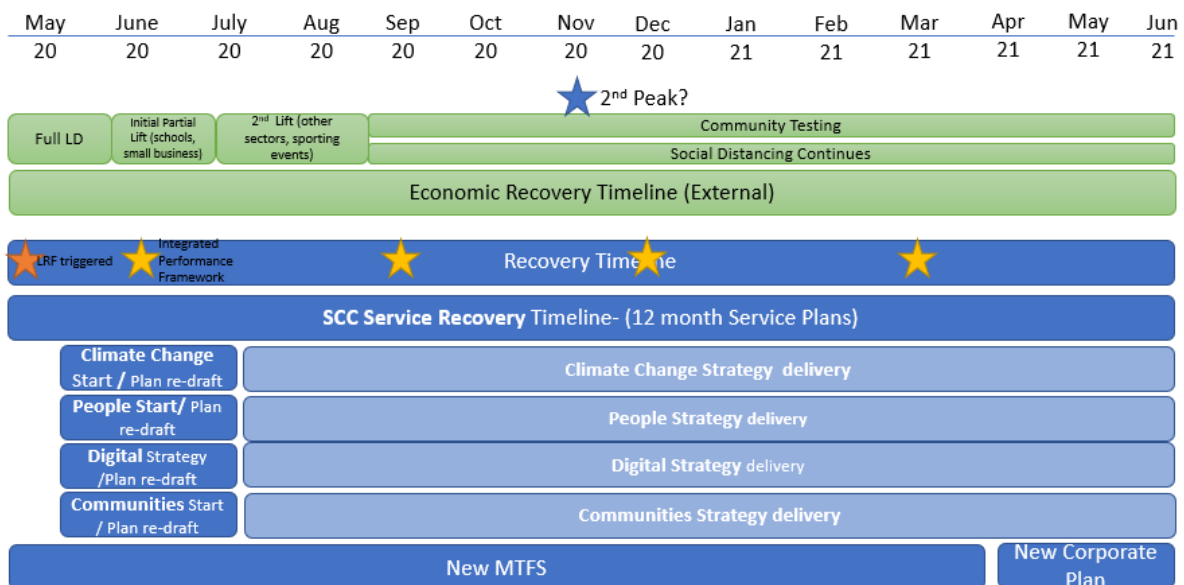 May June July Aug Sep Oct Nov Dec Jan Feb Mar Apr May Jun
20 20 20 20 20 20 20 20 21 21 21 21 21 21
2nd Peak?
Full LD
Initial Partial
Lift (schools,
small business)
2nd Lift (other
sectors, sporting
events)
Community Testing
Social Distancing Continues
Economic Recovery Timeline (External)
LRF triggered
Integrated
Performance
Framework
Recovery Timeline
SCC Service Recovery Timeline- (12 month Service Plans)
Climate Change
Start / Plan re-draft
Climate Change Strategy delivery
People Start/ Plan
re-draft
People Strategy delivery
Digital Strategy
/Plan re-draft
Digital Strategy delivery
Communities Start
/ Plan re-draft
Communities Strategy delivery
New MTFS
New Corporate
Plan